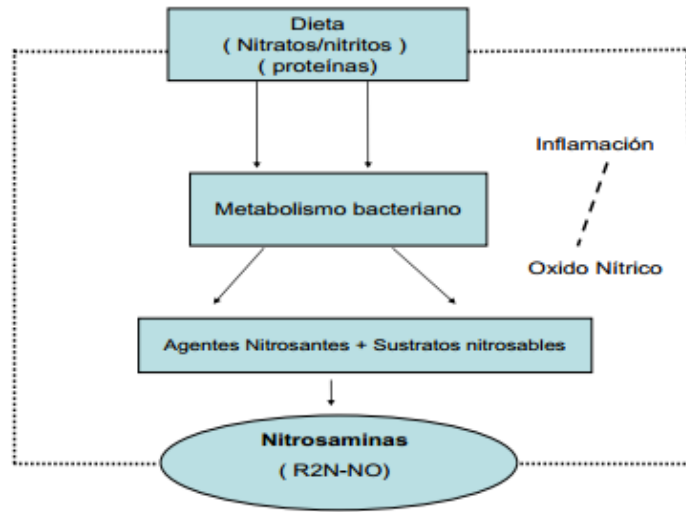 Dieta
( Nitratos/nitritos )
( proteínas)
Inflamación
Metabolismo bacteriano
Oxido Nítrico
Agentes Nitrosantes + Sustratos nitrosables
Nitrosaminas
( R2N-NO)